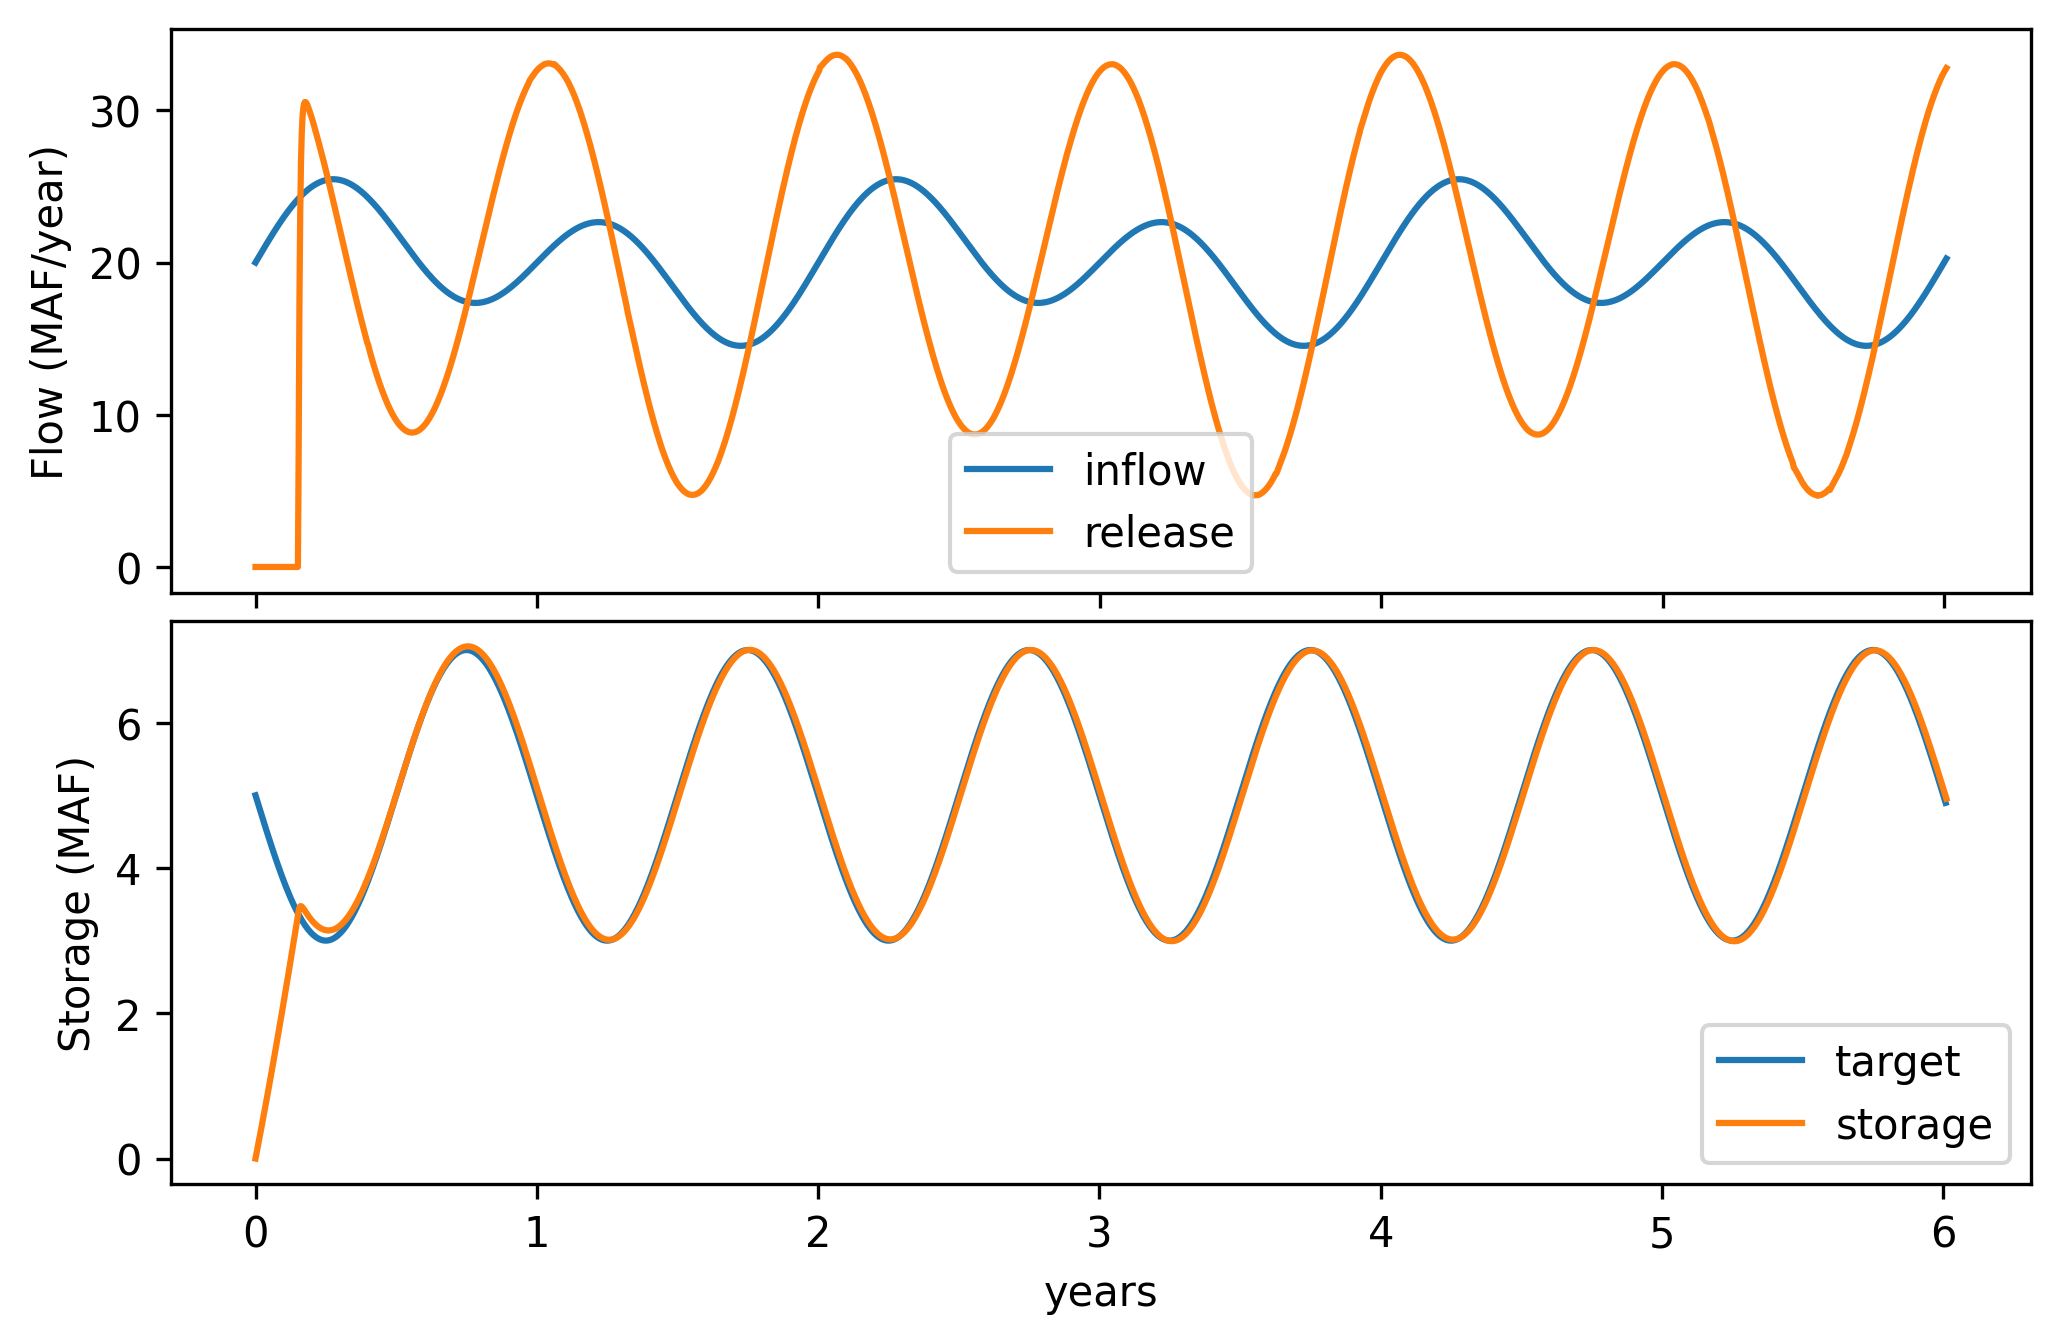 Flow (MAF/year)
30
20
10
0
inflow
release
Storage (MAF)
6
4
2
0
target
storage
0 1 2 3 4 5 6
years